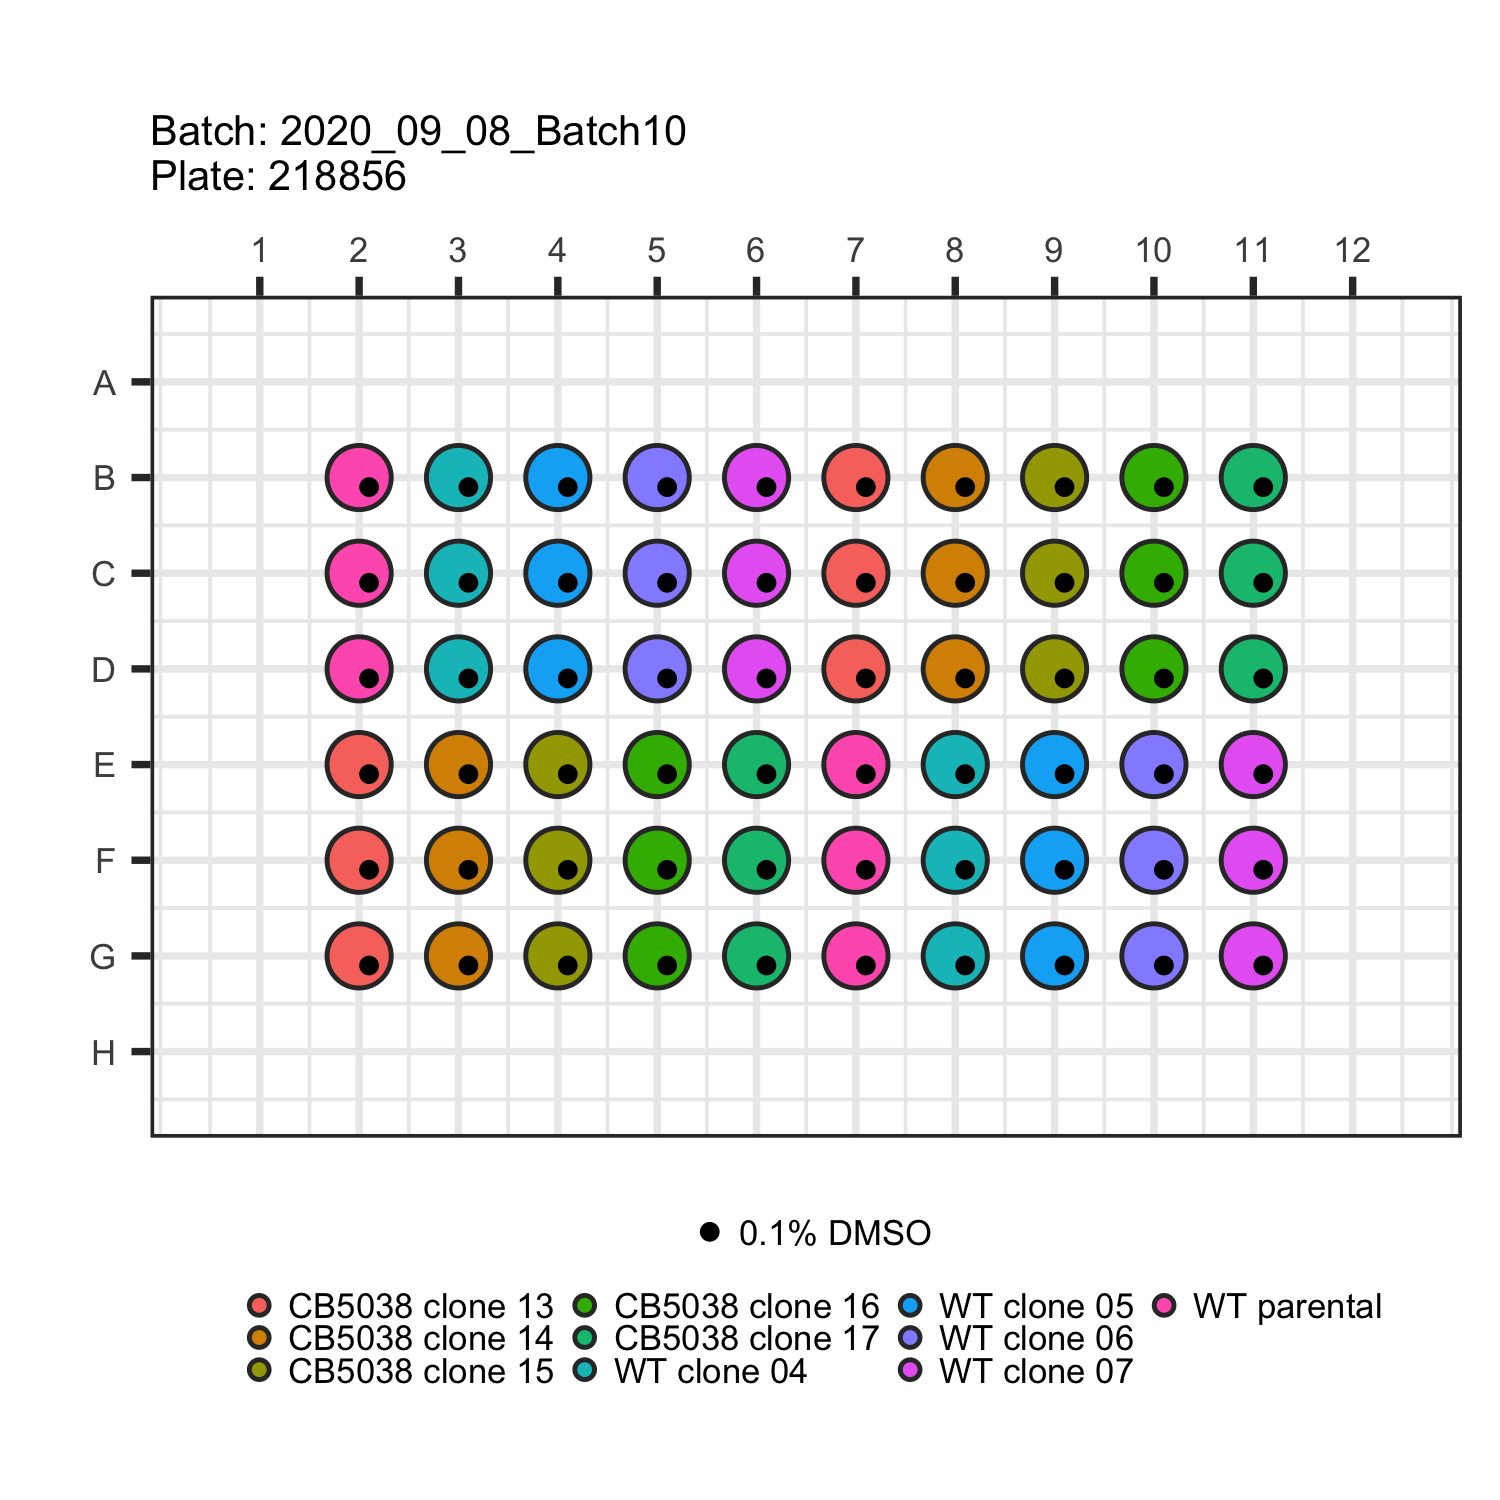 Batch: 2020_09_08_Batch10
Plate: 218856
1 2 3 4 5 6 7 8 9 10 11 12
A
B
C
D
E
F
G
H
0.1% DMSO
CB5038 clone 13 CB5038 clone 16 WT clone 05 WT parental
CB5038 clone 14 CB5038 clone 17 WT clone 06
CB5038 clone 15 WT clone 04 WT clone 07